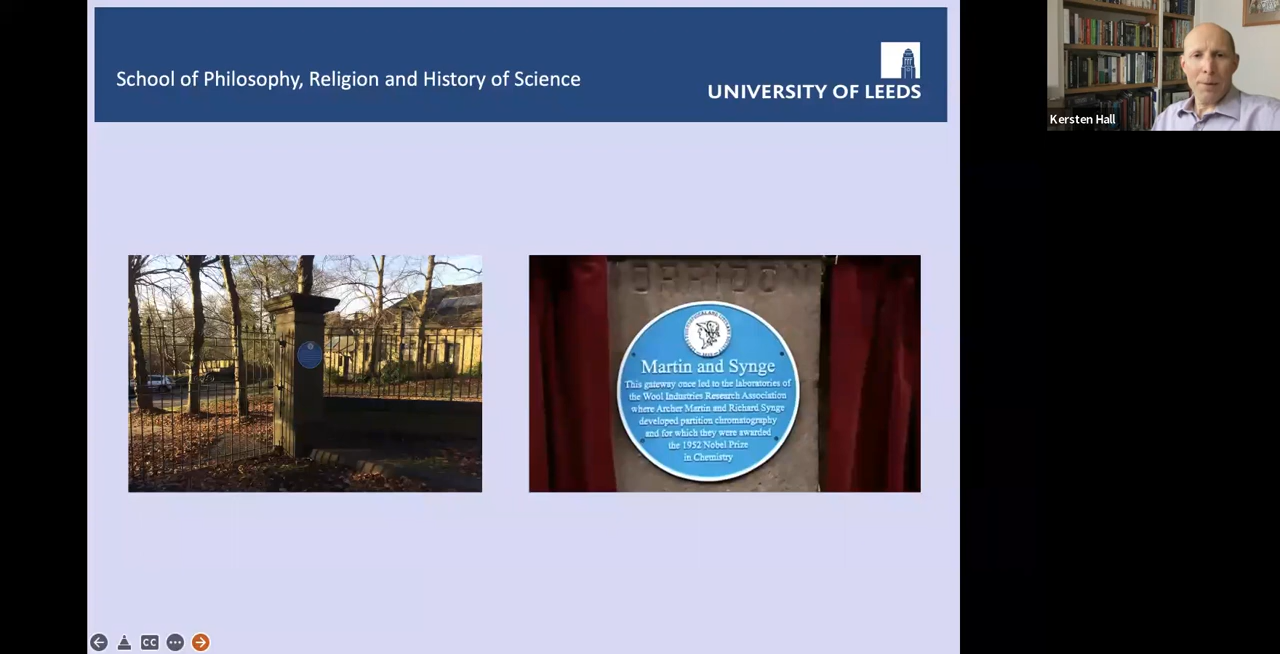 School of Philosophy, Religion and History of Science
UNIVERSITY OF LEEDS
Kersten Hall
Martin and Synge
This gateway once led to the laboratories of
the Wool Industries Research Association
where Archer Martin and Richard Synge
developed partition chromatography
and for which they were awarded
the 1952 Nobel Prize
in Chemistry
CC